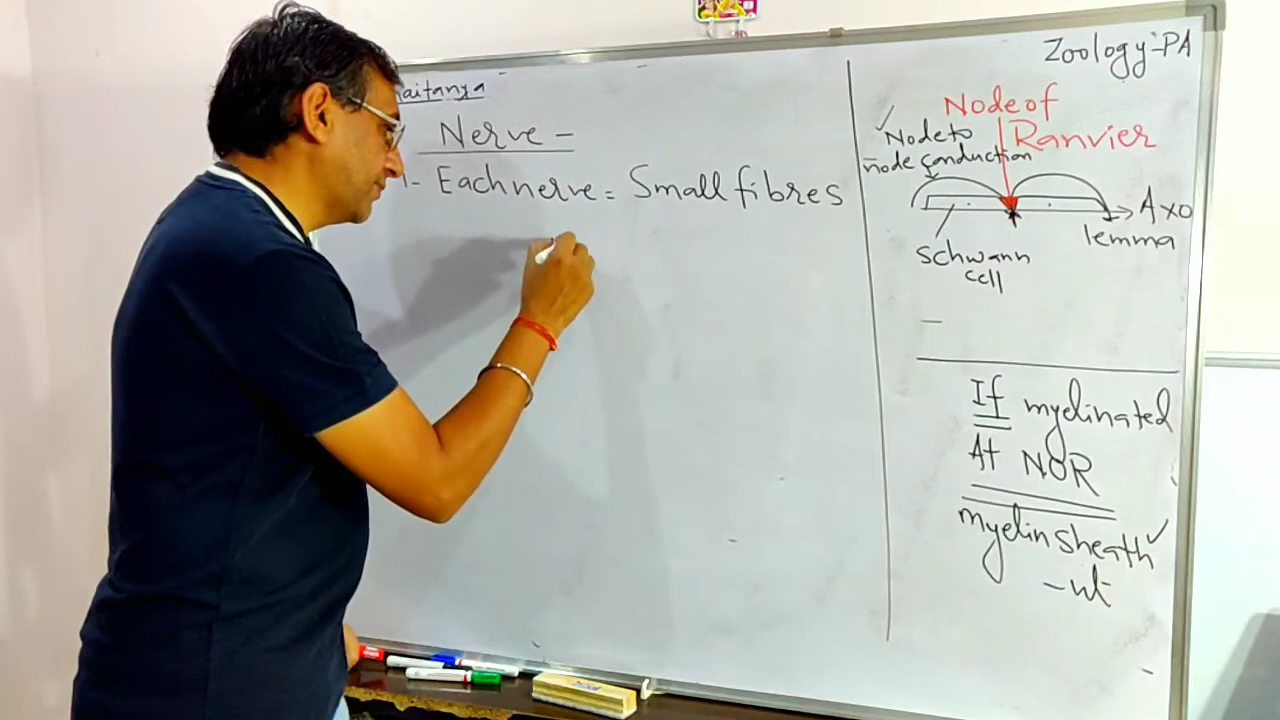 aitanya
Nerve -
1- Each nerve = Small fibres
Zoology-PA
Node of
Ranvier
✓ Node to
node conduction
Axo
lemma
Schwann
cell
If myelinated
At NOR
myelin sheath ✓